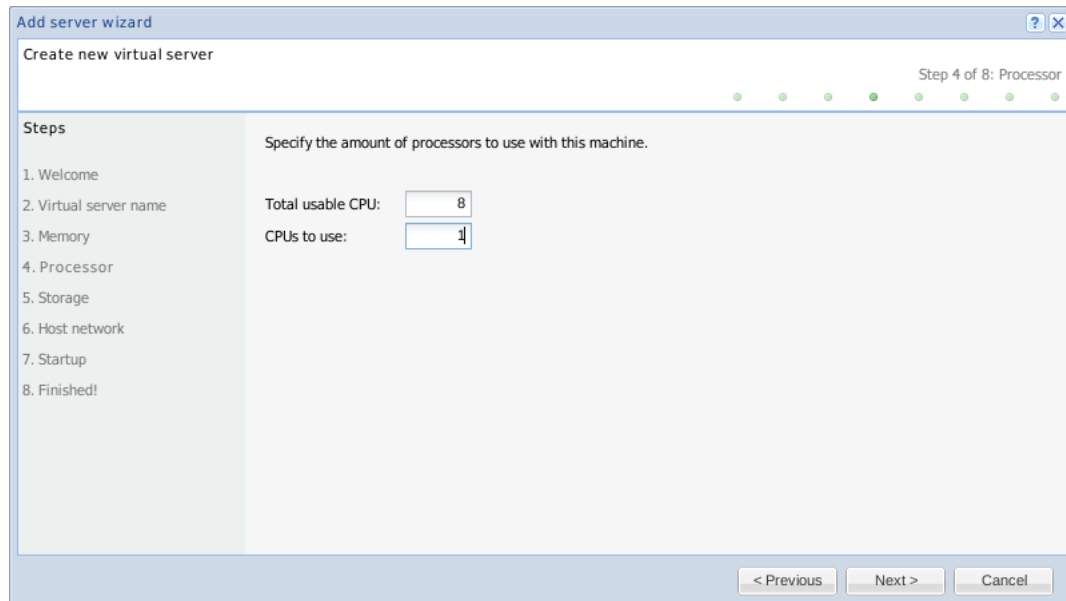 Add server wizard
?
Create new virtual server
Step 4 of 8: Processor
Steps
Specify the amount of processors to use with this machine.
1. Welcome
2. Virtual server name
Total usable CPU: 8
3. Memory
CPUs to use: 1
4. Processor
5. Storage
6. Host network
7. Startup
8. Finished!
< Previous Next > Cancel